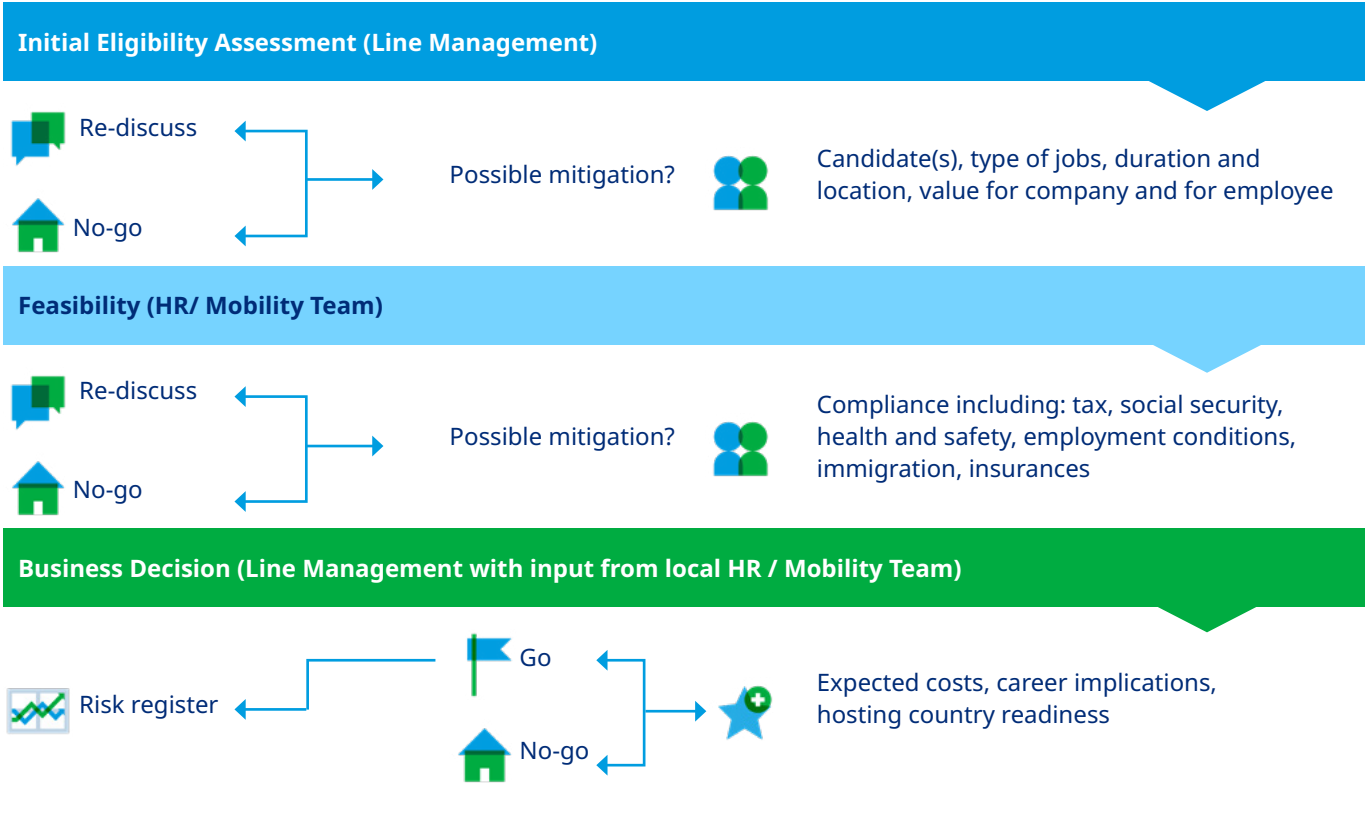 Initial Eligibility Assessment (Line Management)
Re-discuss
No-go
Possible mitigation?
Candidate(s), type of jobs, duration and
location, value for company and for employee
Feasibility (HR/ Mobility Team)
Re-discuss
No-go
Possible mitigation?
Compliance including: tax, social security,
health and safety, employment conditions,
immigration, insurances
Business Decision (Line Management with input from local HR / Mobility Team)
Risk register
Go
No-go
Expected costs, career implications,
hosting country readiness